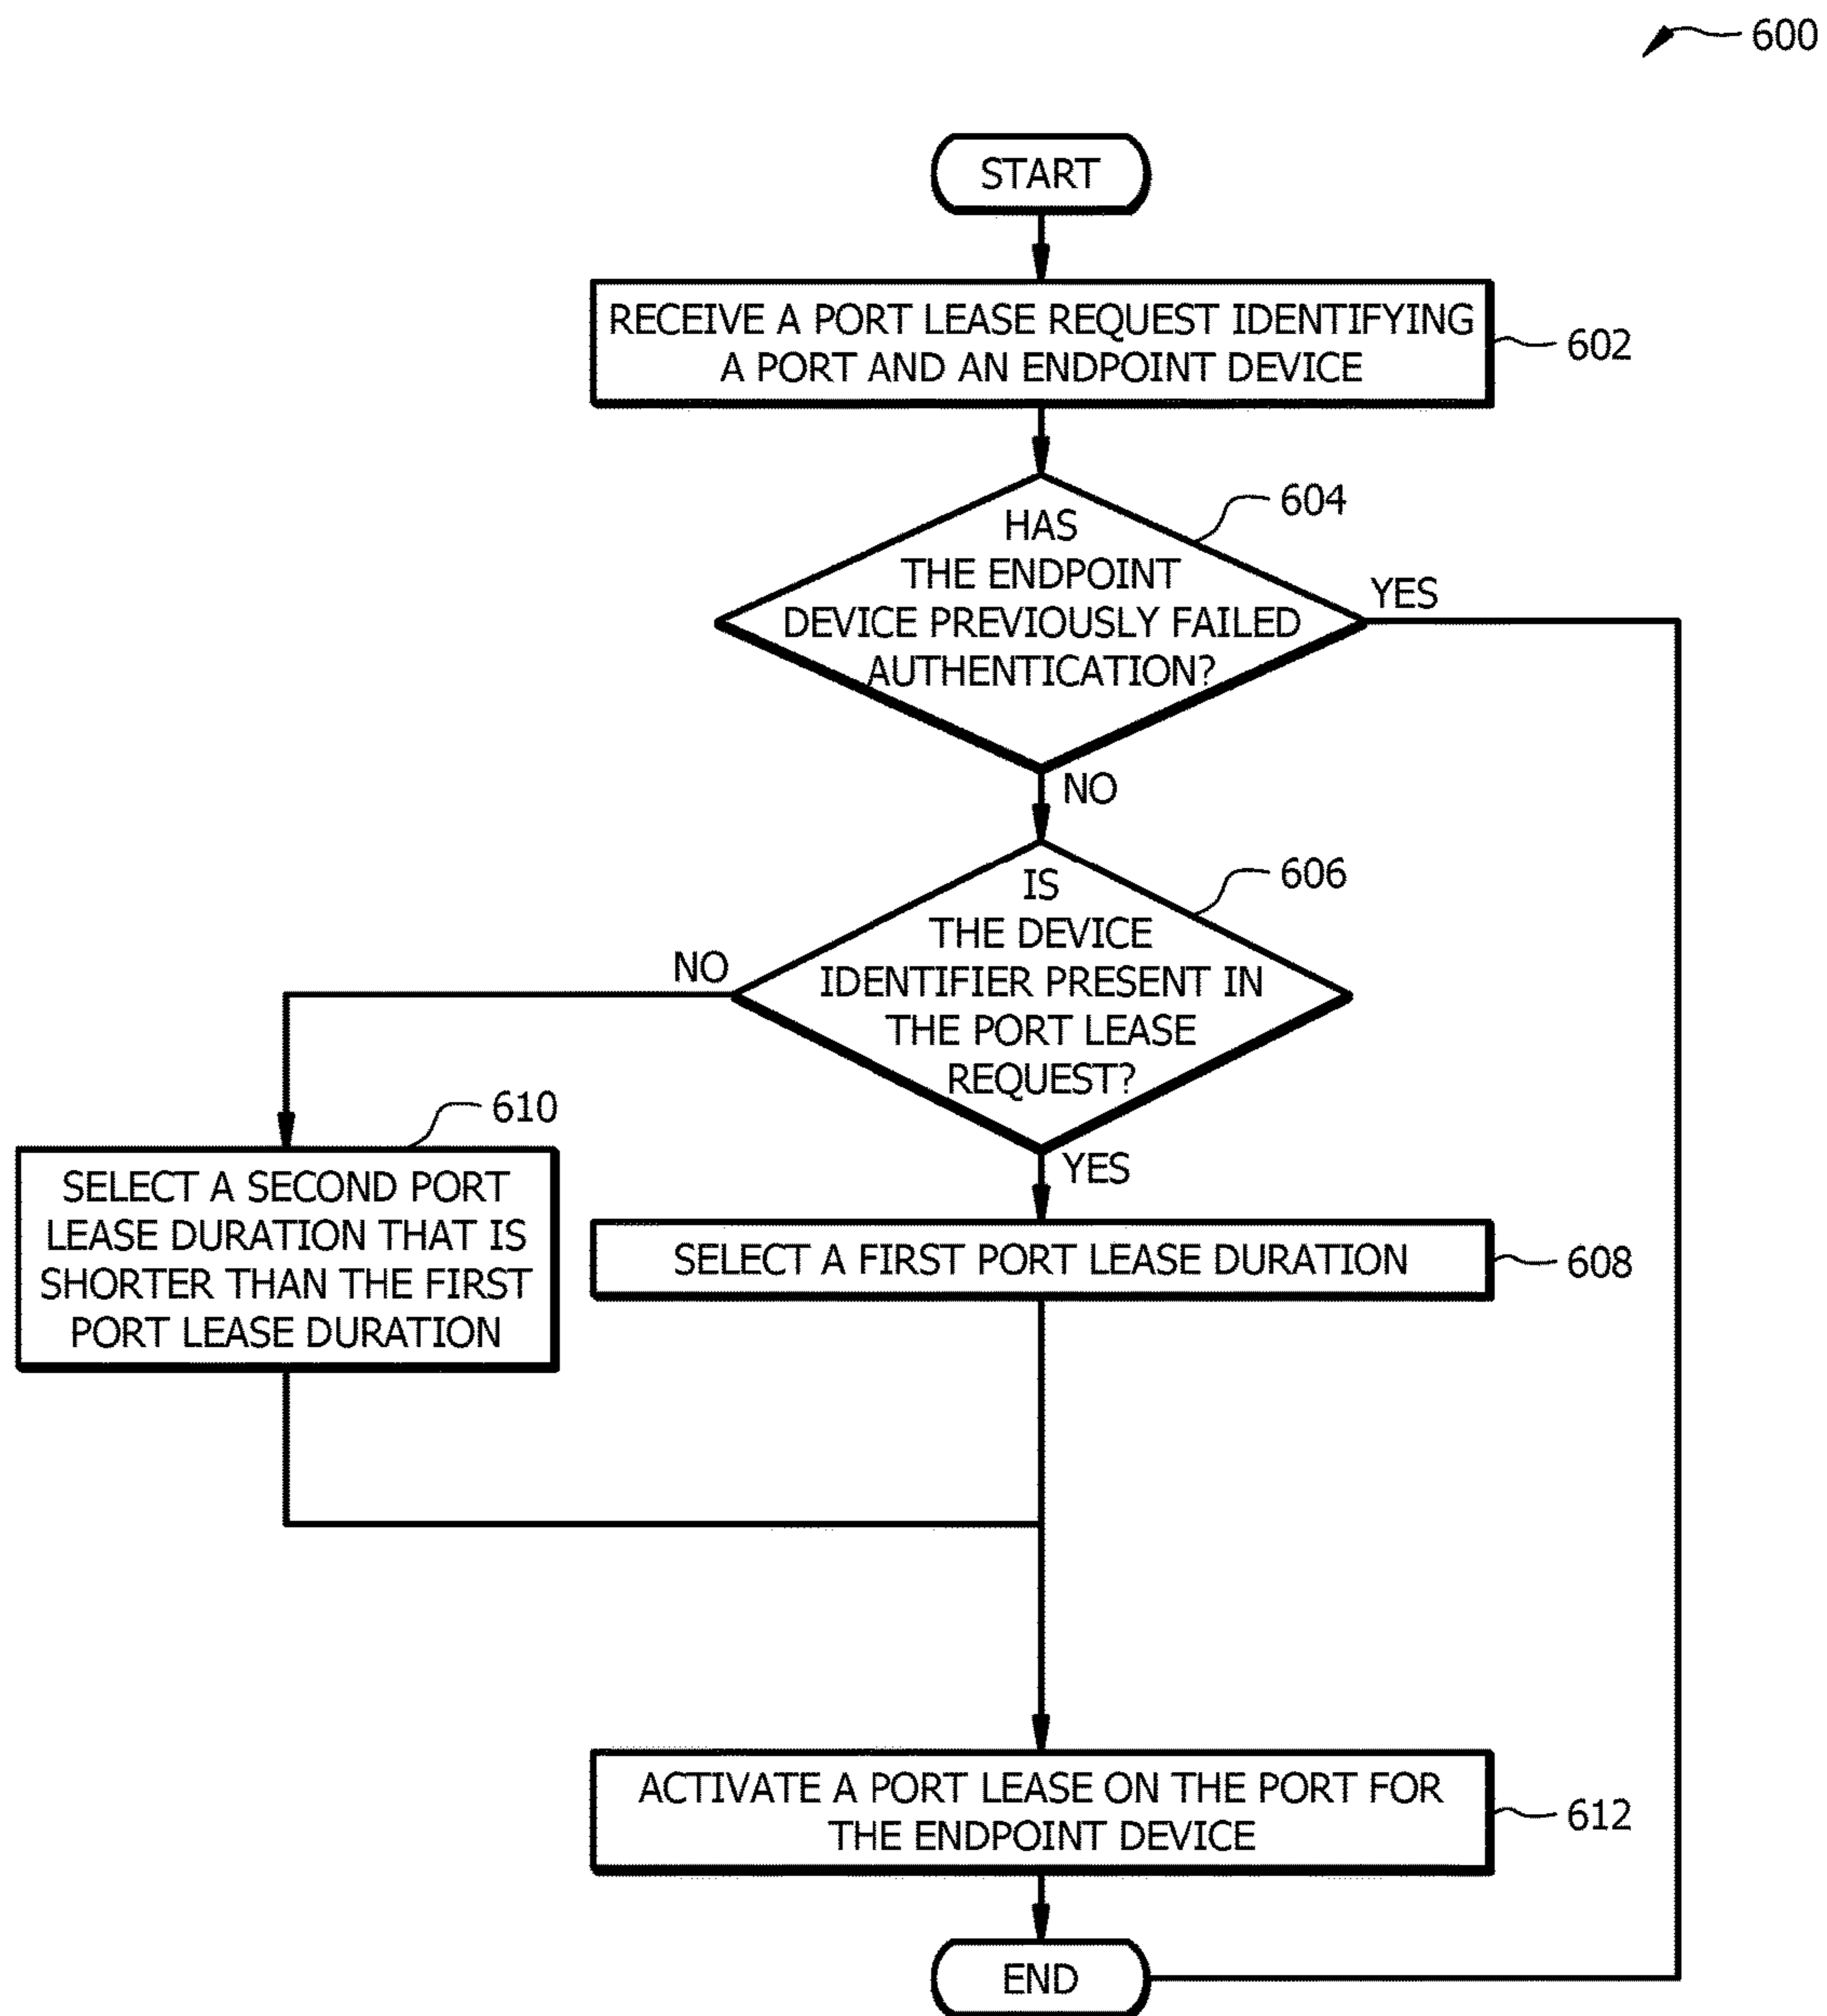 600
START
RECEIVE A PORT LEASE REQUEST IDENTIFYING
A PORT AND AN ENDPOINT DEVICE
602
604
HAS
THE ENDPOINT
DEVICE PREVIOUSLY FAILED
AUTHENTICATION?
YES
NO
606
IS
THE DEVICE
IDENTIFIER PRESENT IN
THE PORT LEASE
REQUEST?
NO
YES
610
SELECT A SECOND PORT
LEASE DURATION THAT IS
SHORTER THAN THE FIRST
PORT LEASE DURATION
SELECT A FIRST PORT LEASE DURATION
608
ACTIVATE A PORT LEASE ON THE PORT FOR
THE ENDPOINT DEVICE
612
END